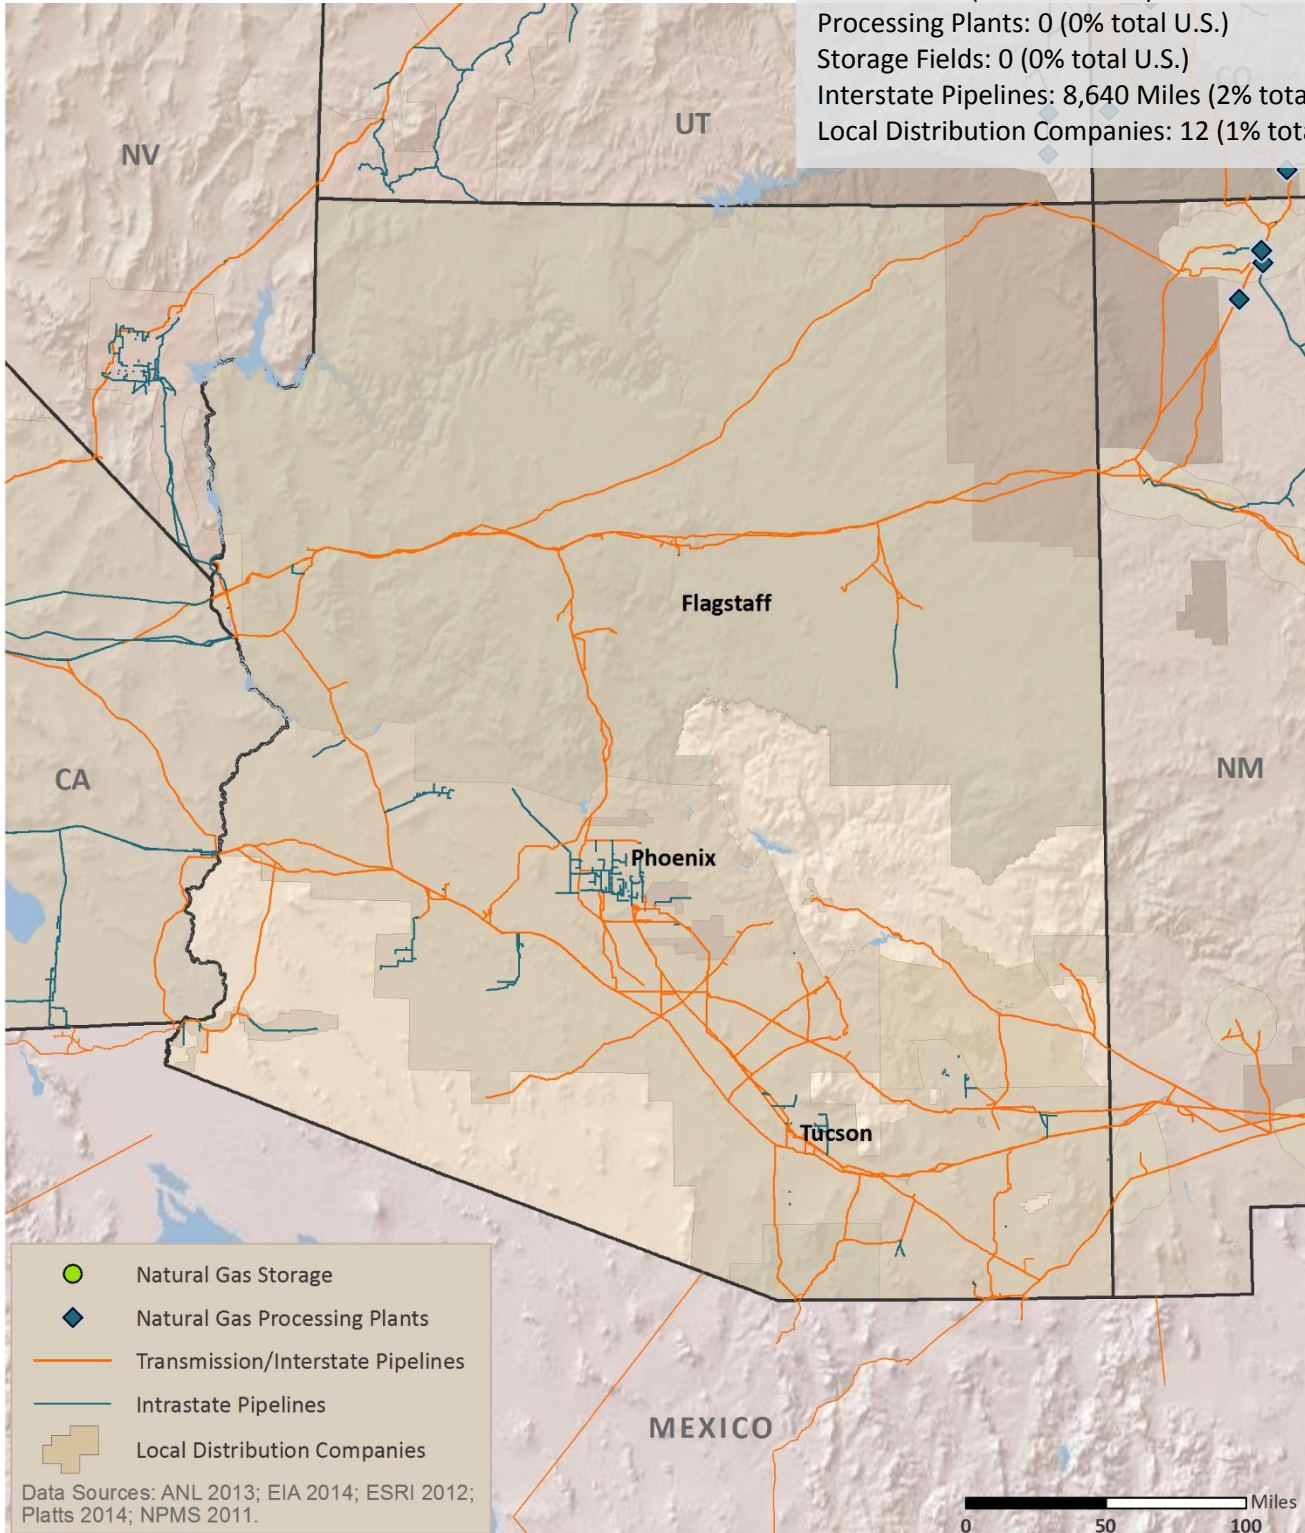 Processing Plants: 0 (0% total U.S.)
Storage Fields: 0 (0% total U.S.)
Interstate Pipelines: 8,640 Miles (2% tota
Local Distribution Companies: 12 (1% tota
CO
UT
NV
Flagstaff
NM
CA
Phoenix
Tucson
Natural Gas Storage
Natural Gas Processing Plants
Transmission/Interstate Pipelines
Intrastate Pipelines
Local Distribution Companies
Data Sources: ANL 2013; EIA 2014; ESRI 2012;
Platts 2014; NPMS 2011.
MEXICO
Miles
0 50 100